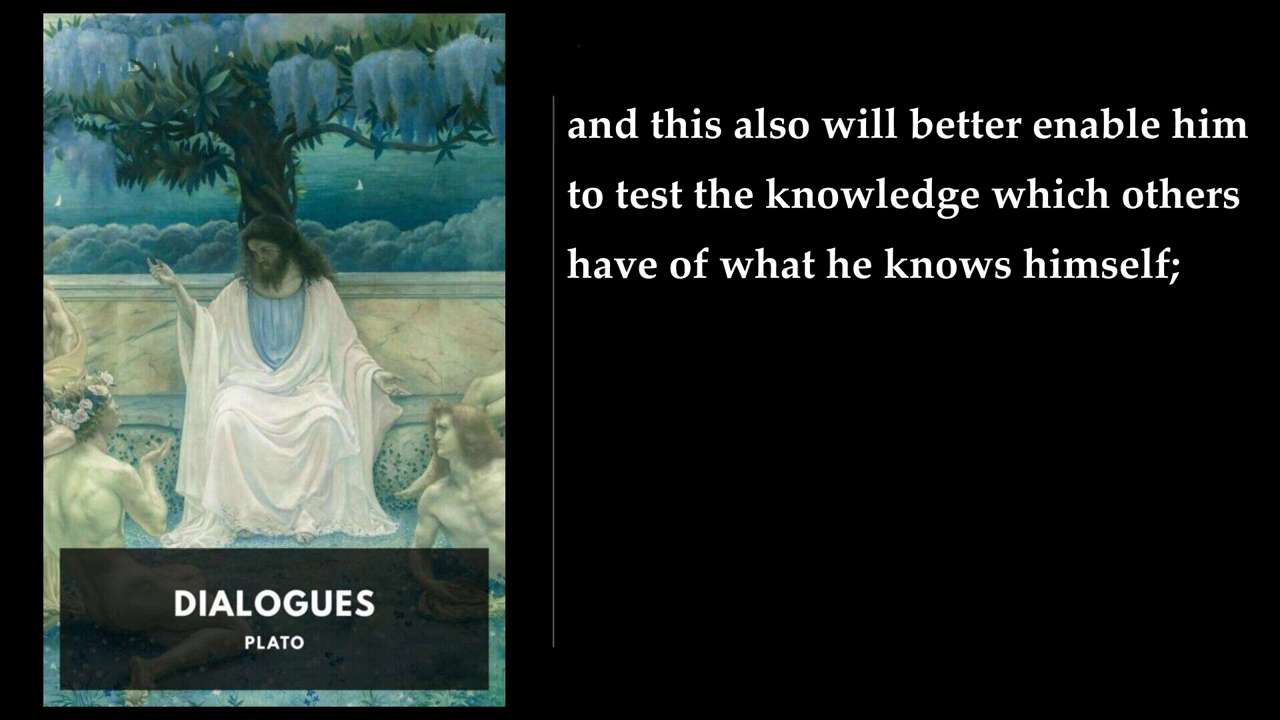 and this also will better enable him
to test the knowledge which others
have of what he knows himself;
DIALOGUES
PLATO